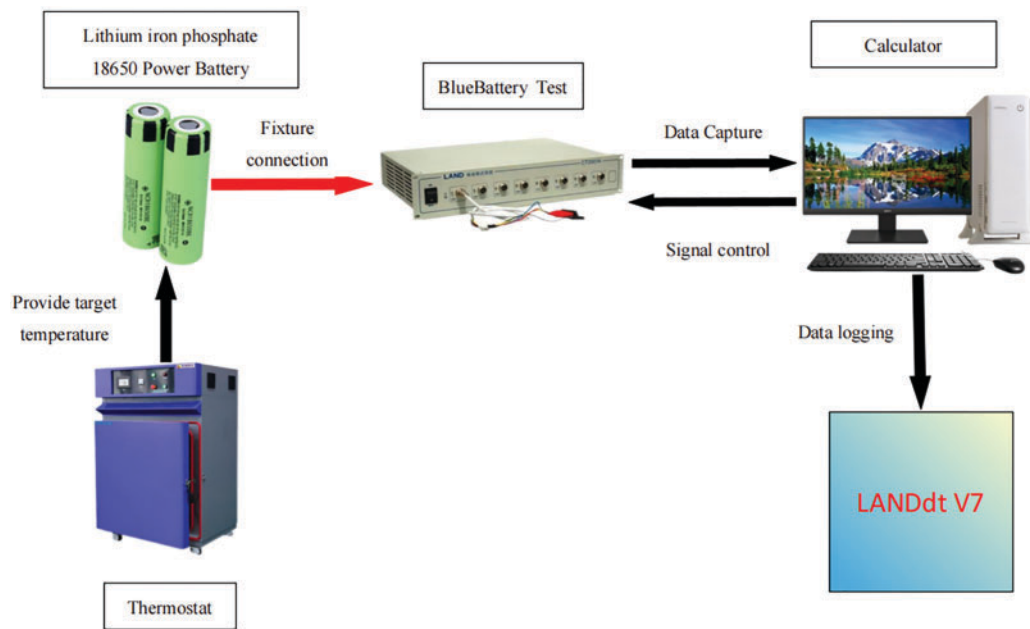 Lithium iron phosphate
18650 Power Battery
BlueBattery Test
Calculator
Fixture
connection
Data Capture
LAND
Signal control
Provide target
temperature
Data logging
LANDdt V7
Thermostat